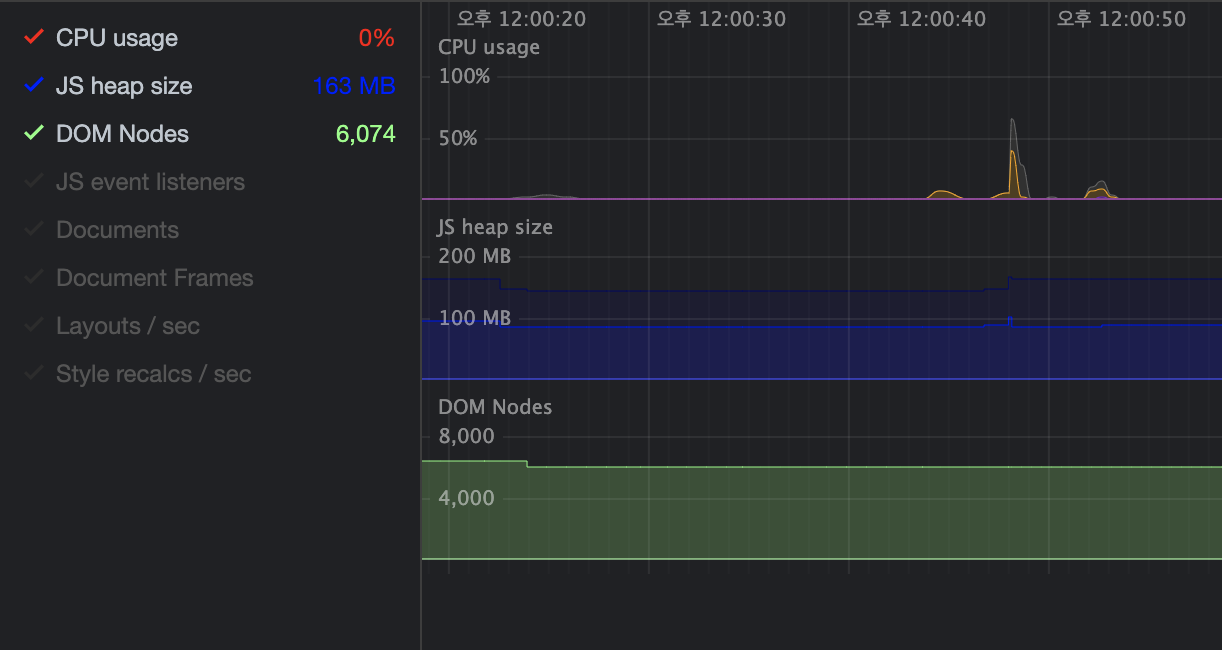 CPU usage 0%
JS heap size 163 MB
DOM Nodes 6,074
JS event listeners
Documents
Document Frames
Layouts / sec
Style recalcs / sec
오후 12:00:20 오후 12:00:30 오후 12:00:40 오후 12:00:50
CPU usage
100%
50%
JS heap size
200 MB
100 MB
DOM Nodes
8,000
4,000